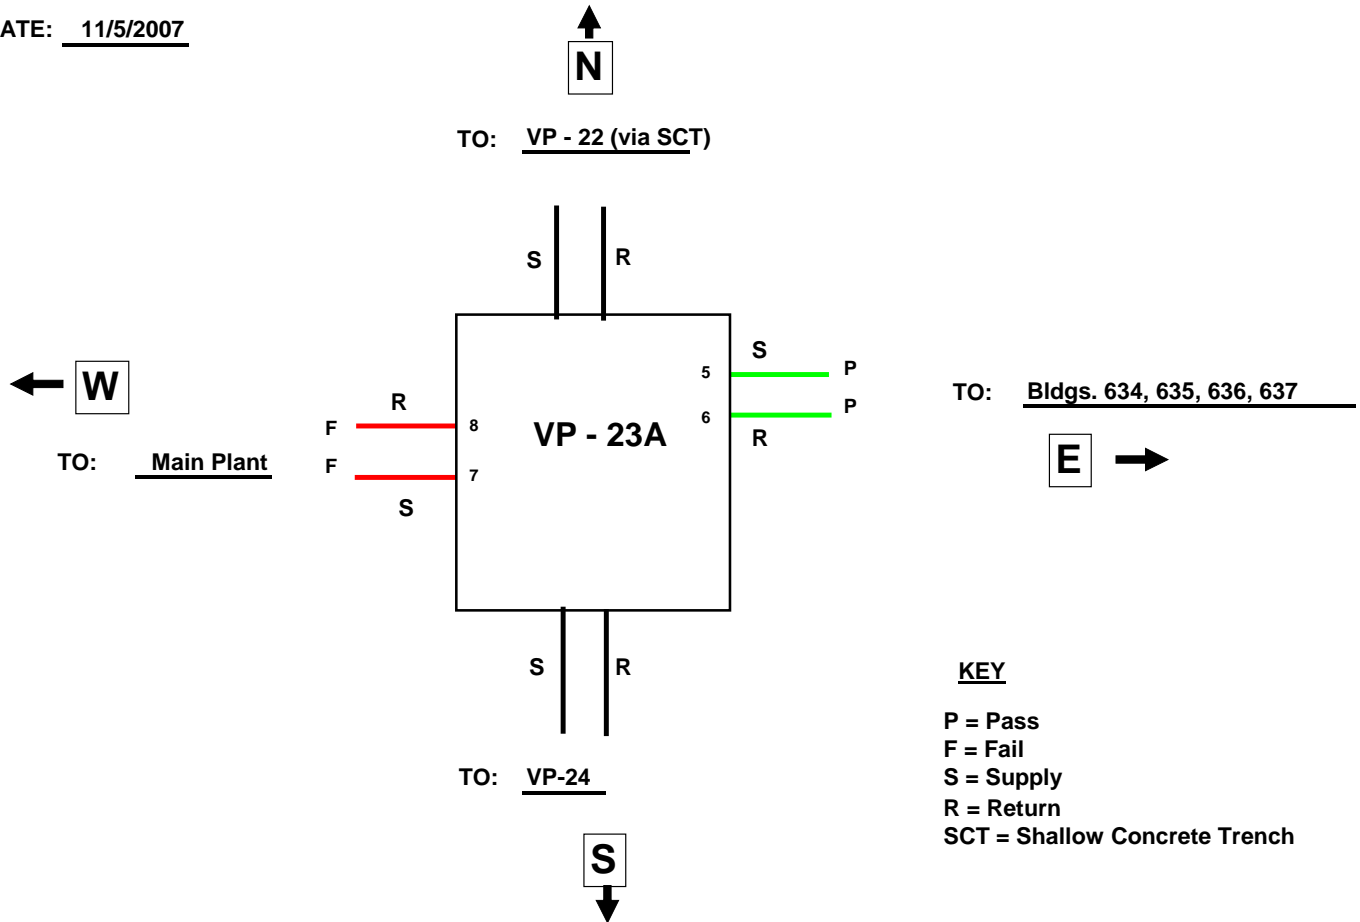 ATE: 11/5/2007
N
TO: VP - 22 (via SCT)
S R
W
TO: Main Plant
F R 8
F S 7
VP - 23A
5 S P
6 R P
TO: Bldgs. 634, 635, 636, 637
E
S R
TO: VP-24
S
KEY
P = Pass
F = Fail
S = Supply
R = Return
SCT = Shallow Concrete Trench